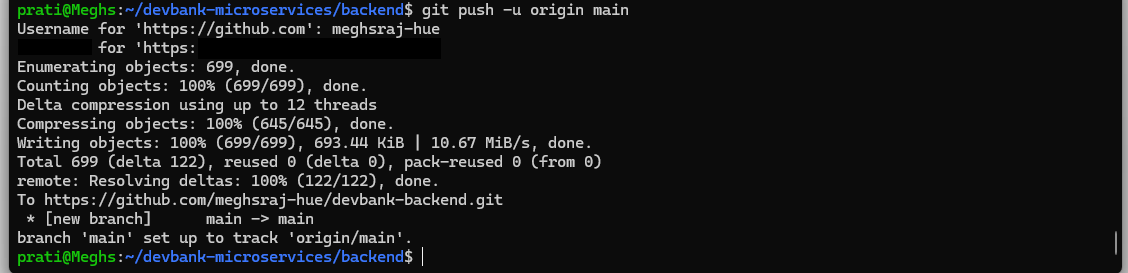 prati@Meghs:~/devbank-microservices/backend$ git push -u origin main
Username for 'https://github.com': meghsraj-hue
for 'https:
Enumerating objects: 699, done.
Counting objects: 100% (699/699), done.
Delta compression using up to 12 threads
Compressing objects: 100% (645/645), done.
Writing objects: 100% (699/699), 693.44 KiB | 10.67 MiB/s, done.
Total 699 (delta 122), reused 0 (delta 0), pack-reused 0 (from 0)
remote: Resolving deltas: 100% (122/122), done.
To https://github.com/meghsraj-hue/devbank-backend.git
 * [new branch]      main -> main
branch 'main' set up to track 'origin/main'.
prati@Meghs:~/devbank-microservices/backend$